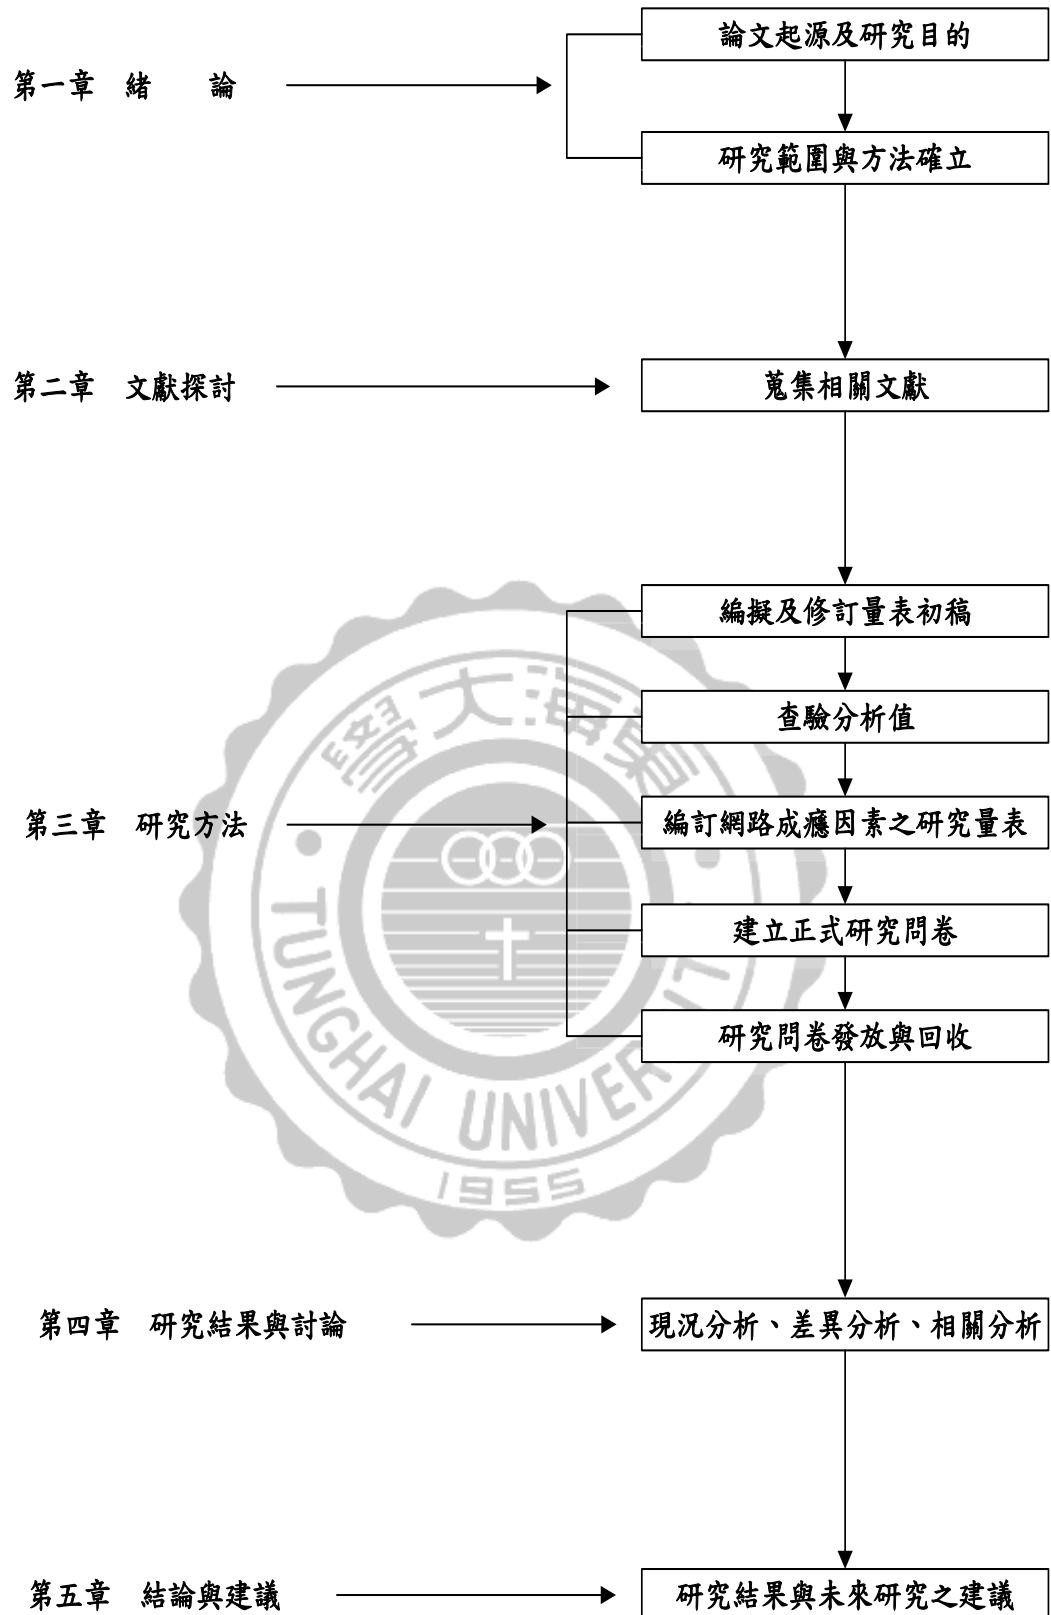 論文起源及研究目的
第一章　緒　　論
研究範圍與方法確立
第二章　文獻探討
蒐集相關文獻
編擬及修訂量表初稿
查驗分析值
第三章　研究方法
編訂網路成癮因素之研究量表
建立正式研究問卷
研究問卷發放與回收
第四章　研究結果與討論
現況分析、差異分析、相關分析
第五章　結論與建議
研究結果與未來研究之建議
學大海東
TUNGHAI UNIVERSITY
1955